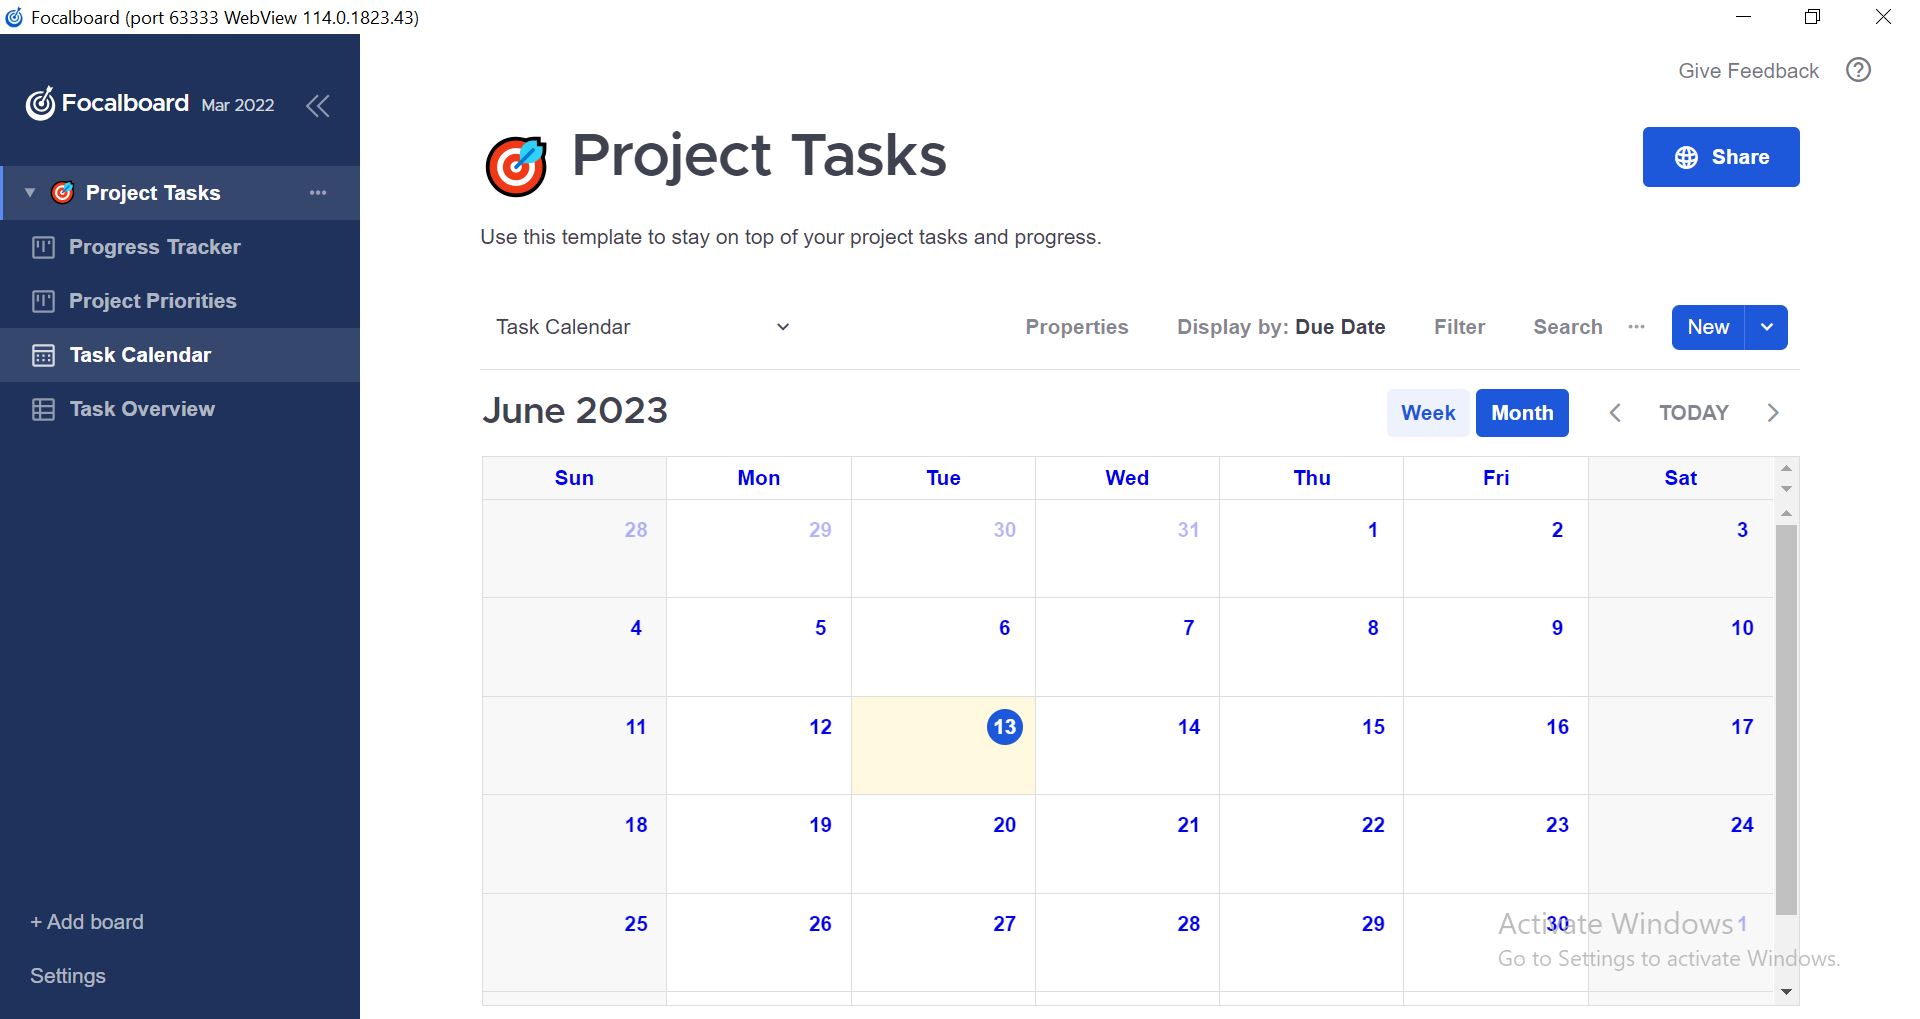 Focalboard (port 63333 WebView 114.0.1823.43)
Give Feedback
Focalboard Mar 2022
Project Tasks
Share
Project Tasks
Progress Tracker
Use this template to stay on top of your project tasks and progress.
Project Priorities
Task Calendar Properties Display by: Due Date Filter Search New
Task Calendar
Task Overview
June 2023 Week Month TODAY
Sun Mon Tue Wed Thu Fri Sat
28 29 30 31 1 2 3
4 5 6 7 8 9 10
11 12 13 14 15 16 17
18 19 20 21 22 23 24
25 26 27 28 29 30 1
Activate Windows
Go to Settings to activate Windows.
+ Add board
Settings